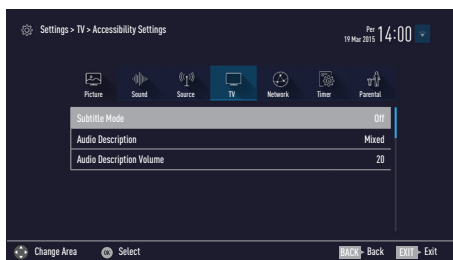 Settings > TV > Accessibility Settings
Per
19 Mar 2015 14:00
Picture Sound Source TV Network Timer Parental
Subtitle Mode Off
Audio Description Mixed
Audio Description Volume 20
Change Area OK Select BACK Back EXIT Exit